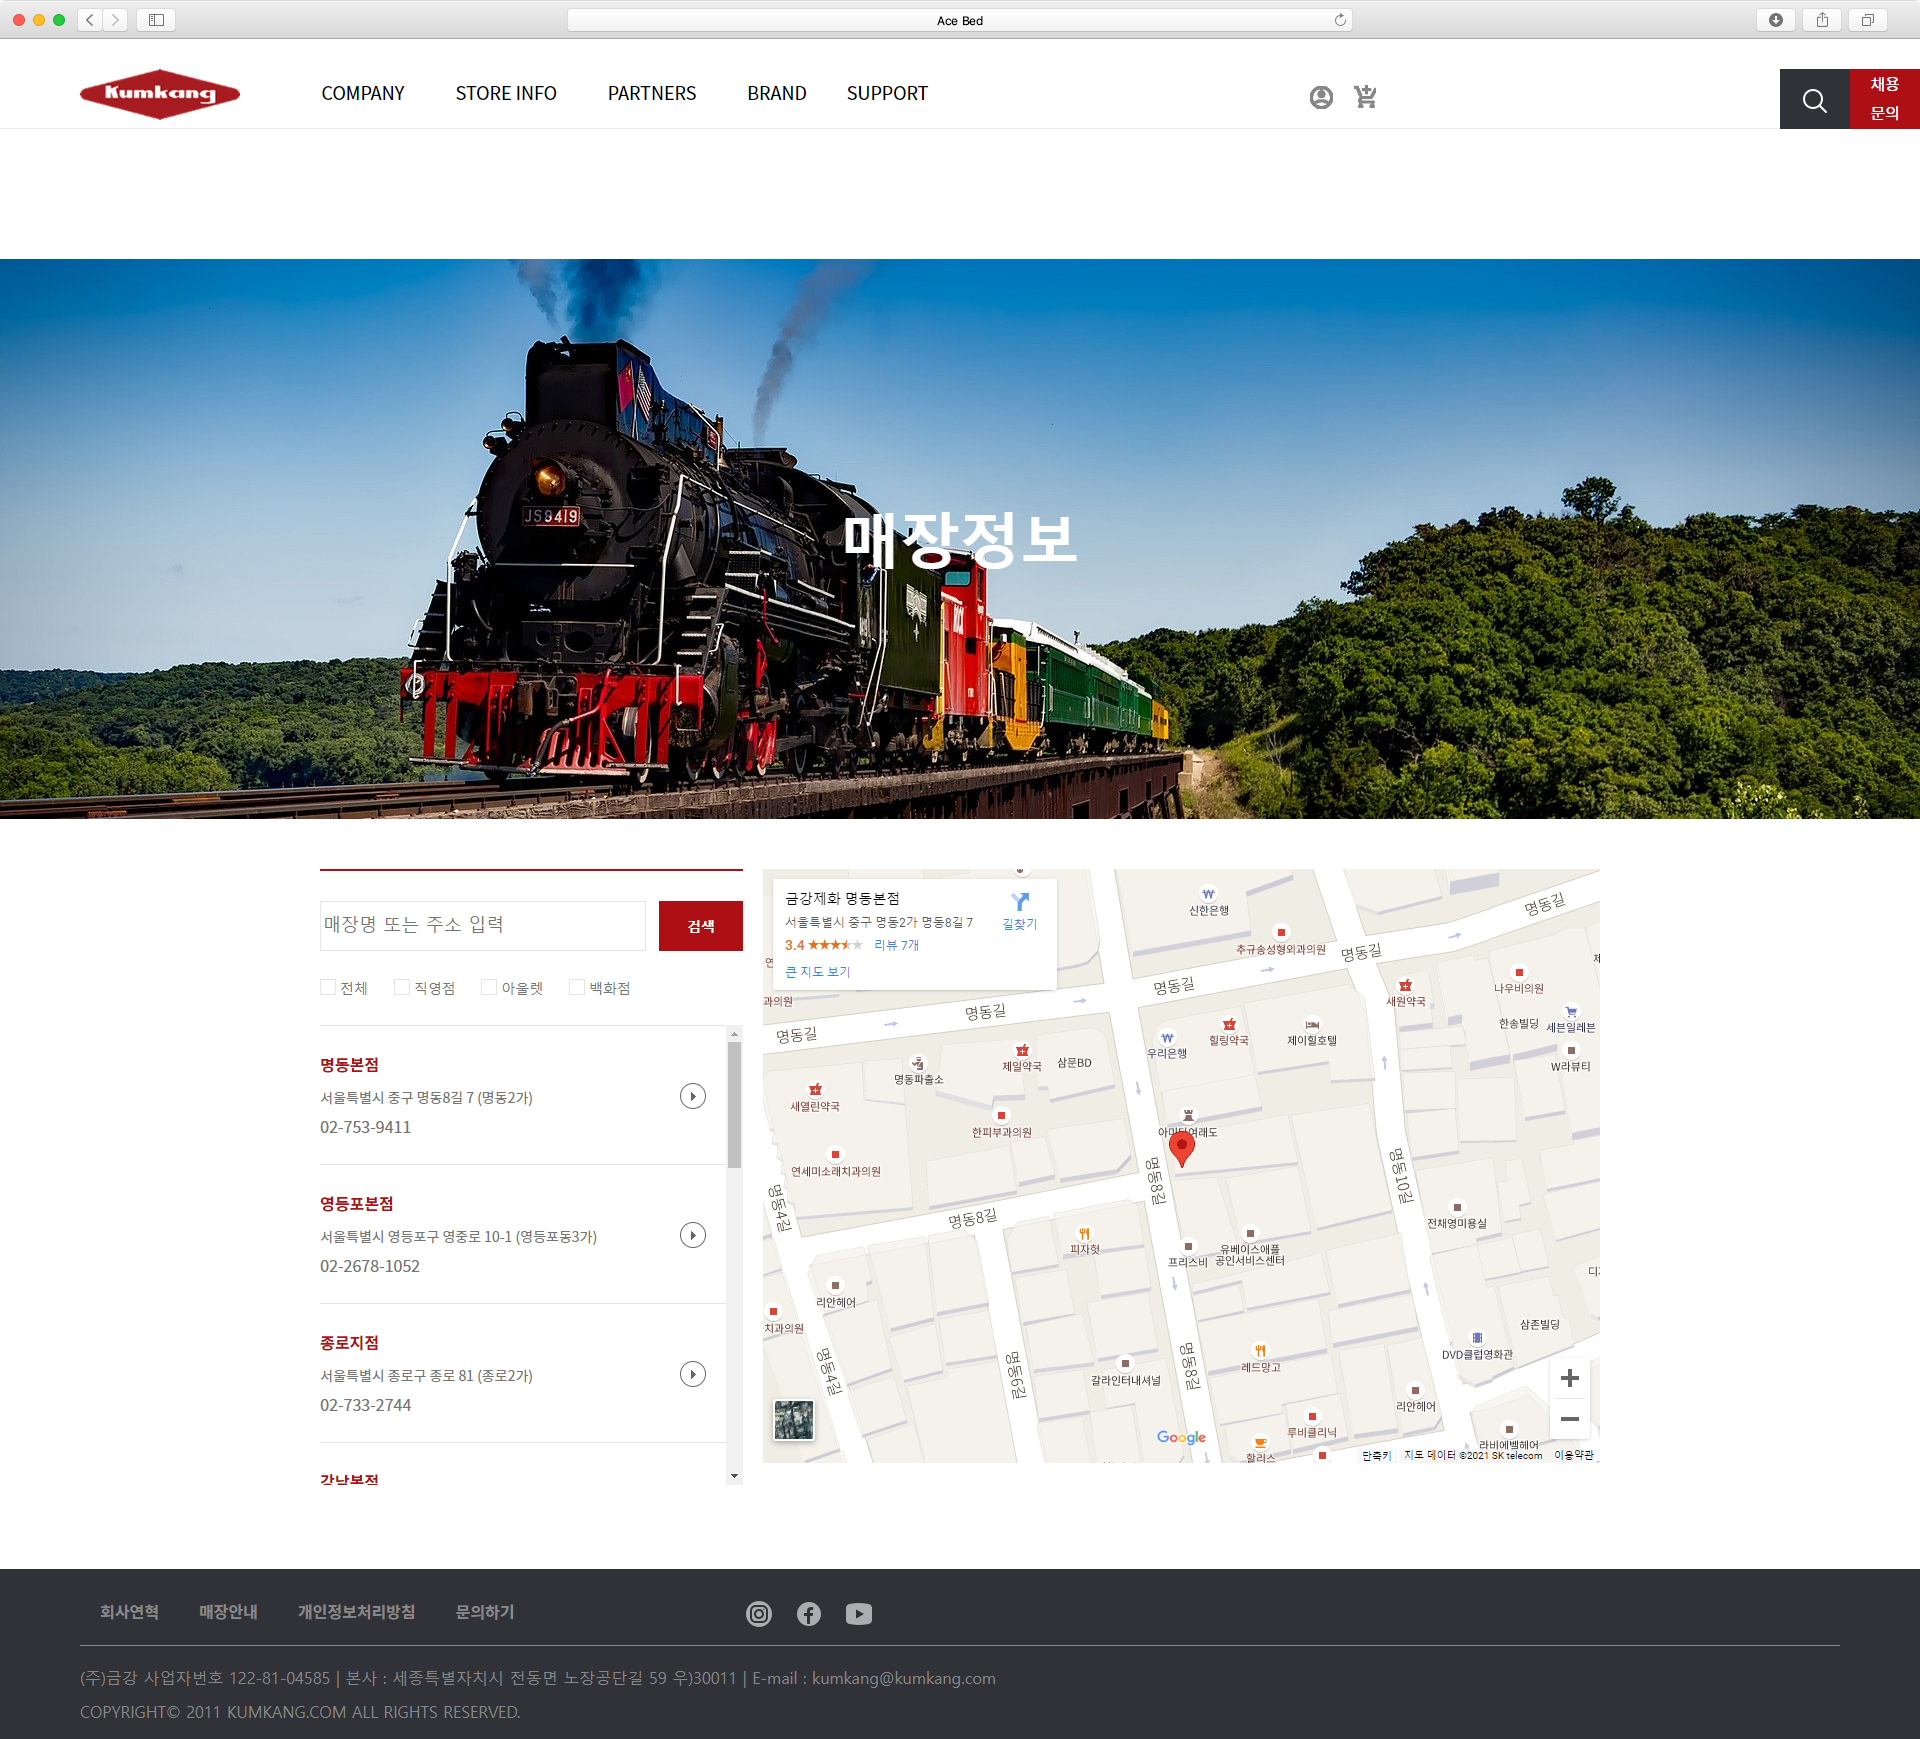 Ace Bed
Kumkang
COMPANY
STORE INFO
PARTNERS
BRAND
SUPPORT
채용
문의
JS8419
매장정보
매장명 또는 주소 입력
검색
전체
직영점
아울렛
백화점
명동본점
서울특별시 중구 명동8길 7 (명동2가)
02-753-9411
영등포본점
서울특별시 영등포구 영중로 10-1 (영등포동3가)
02-2678-1052
종로지점
서울특별시 종로구 종로 81 (종로2가)
02-733-2744
강남본점
금강제화 명동본점
서울특별시 중구 명동2가 명동8길 7
길찾기
3.4
리뷰 7개
큰 지도 보기
신한은행
명동길
추규송성형외과의원
명동길
명동길
새원약국
나우비의원
과의원
명동길
한송빌딩
세븐일레븐
명동길
힐링약국
제이힐호텔
우리은행
제일약국
삼문BD
W라뷰티
명동파출소
새열린약국
한피부과의원
연세미소래치과의원
명동8길
명동10길
명동4길
명동8길
전채영미용실
피자헛
프리스비
유베이스애플
공인서비스센터
리안헤어
치과의원
삼존빌딩
DVD클럽영화관
명동4길
명동6길
명동8길
레드망고
갈라인터내셔널
리안헤어
루비클리닉
라비에벨헤어
할리스
Google
단축키
지도 데이터 ©2021 SK telecom
이용약관
회사연혁
매장안내
개인정보처리방침
문의하기
(주)금강 사업자번호 122-81-04585 | 본사 : 세종특별자치시 전동면 노장공단길 59 우)30011 | E-mail : kumkang@kumkang.com
COPYRIGHT© 2011 KUMKANG.COM ALL RIGHTS RESERVED.